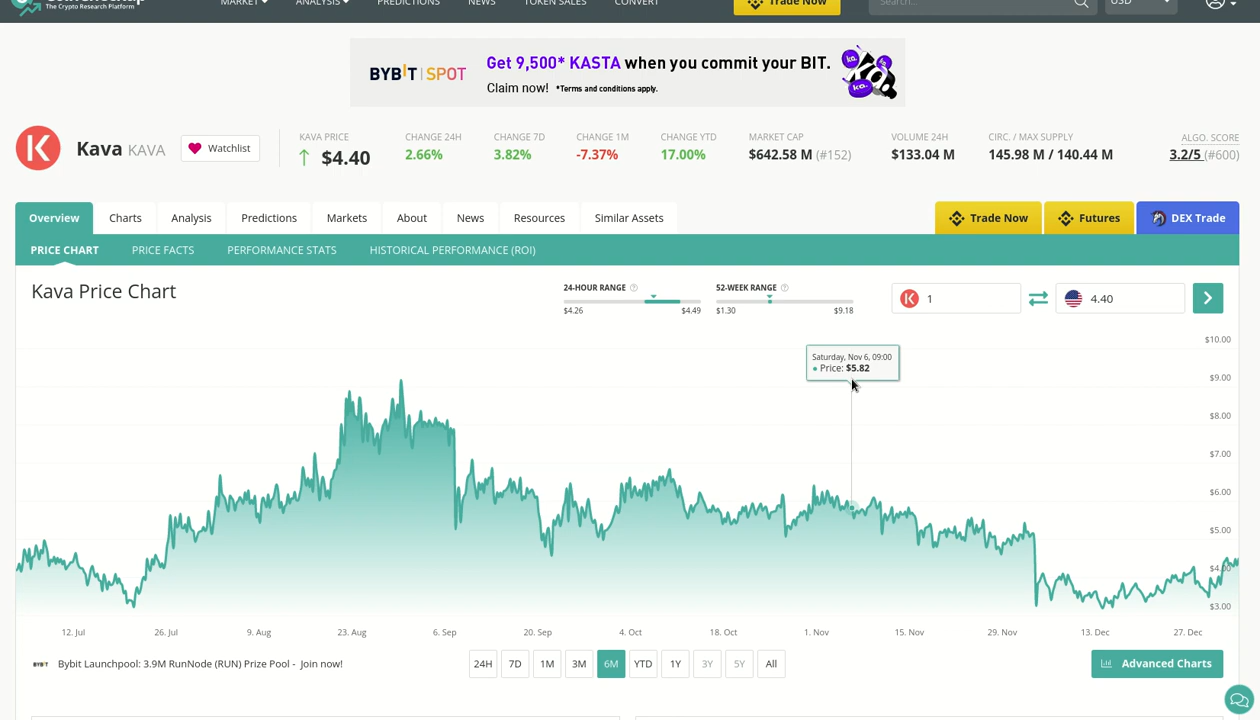 The Crypto Research Platform
MARKET ANALYSIS PREDICTIONS NEWS TOKEN SALES CONVERT Trade Now Search... USD
BYBIT | SPOT
Get 9,500* KASTA when you commit your BIT.
Claim now! *Terms and conditions apply.
ka.
ka.
Kava KAVA
Watchlist
KAVA PRICE
$4.40
CHANGE 24H
2.66%
CHANGE 7D
3.82%
CHANGE 1M
-7.37%
CHANGE YTD
17.00%
MARKET CAP
$642.58 M (#152)
VOLUME 24H
$133.04 M
CIRC. / MAX SUPPLY
145.98 M / 140.44 M
ALGO. SCORE
3.2/5 (#600)
Overview Charts Analysis Predictions Markets About News Resources Similar Assets Trade Now Futures DEX Trade
PRICE CHART PRICE FACTS PERFORMANCE STATS HISTORICAL PERFORMANCE (ROI)
Kava Price Chart
24-HOUR RANGE
$4.26 $4.49
52-WEEK RANGE
$1.30 $9.18
1
4.40
Saturday, Nov 6, 09:00
Price: $5.82
$10.00
$9.00
$8.00
$7.00
$6.00
$5.00
$4.00
$3.00
12. Jul 26. Jul 9. Aug 23. Aug 6. Sep 20. Sep 4. Oct 18. Oct 1. Nov 15. Nov 29. Nov 13. Dec 27. Dec
BYBIT Bybit Launchpool: 3.9M RunNode (RUN) Prize Pool - Join now!
24H 7D 1M 3M 6M YTD 1Y 3Y 5Y All
Advanced Charts